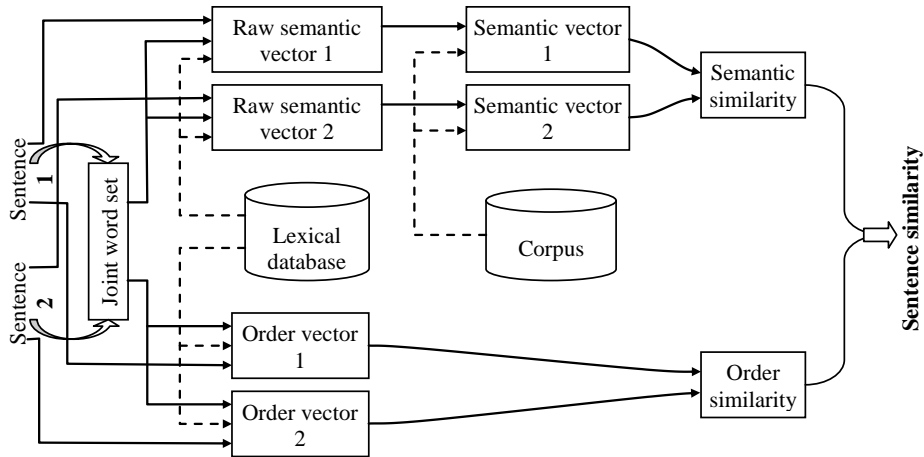 Raw semantic
vector 1
Semantic vector
1
Semantic
similarity
Raw semantic
vector 2
Semantic vector
2
Sentence
1
Joint word set
Sentence
2
Lexical
database
Corpus
Sentence similarity
Order vector
1
Order vector
2
Order
similarity